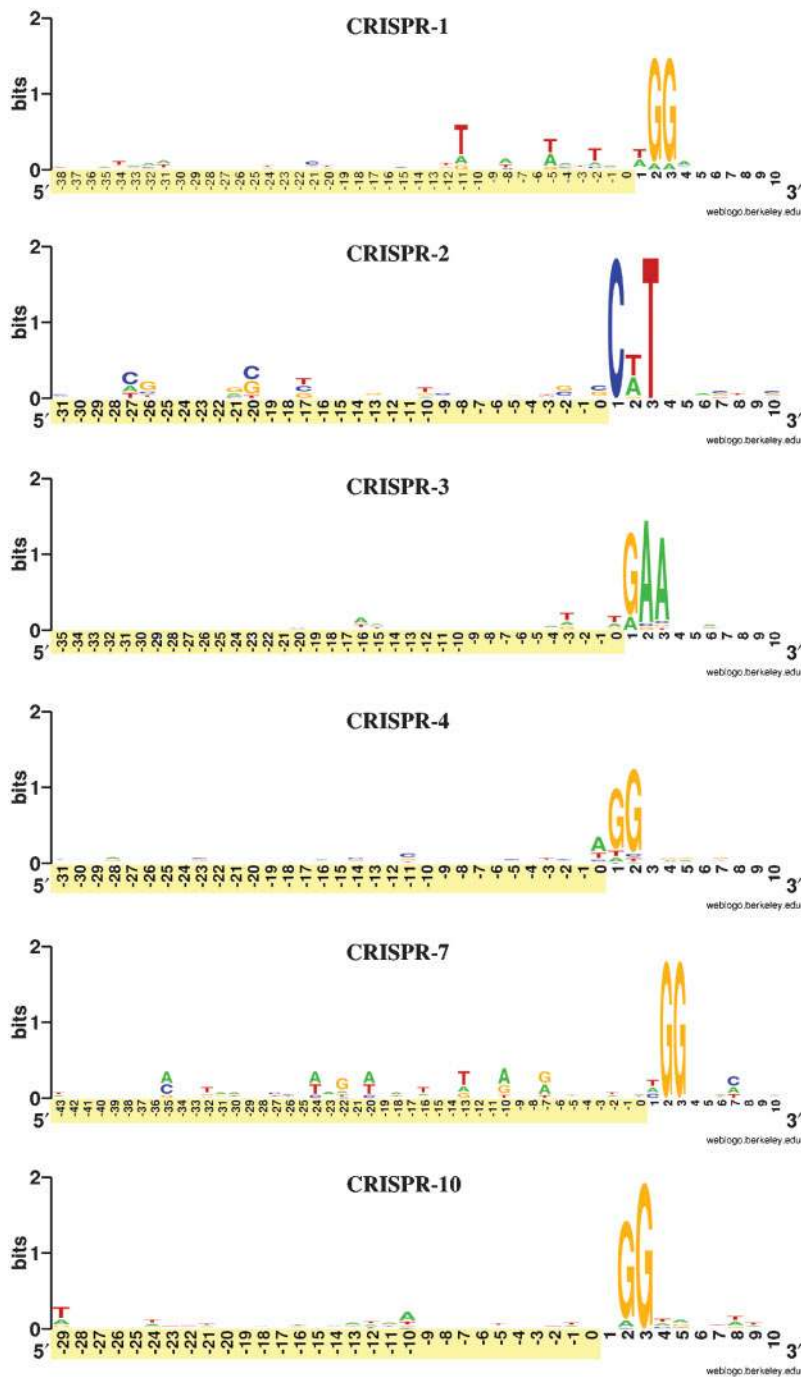 CRISPR-1
2
1
0
bits
T A T A T T A GG
5′ -38 -37 -36 -35 -34 -33 -32 -31 -30 -29 -28 -27 -26 -25 -24 -23 -22 -21 -20 -19 -18 -17 -16 -15 -14 -13 -12 -11 -10 -9 -8 -7 -6 -5 -4 -3 -2 -1 0 1 2 3 4 5 6 7 8 9 10 3′
weblogo.berkeley.edu
CRISPR-2
2
1
0
bits
C G C G T C C T A T
5′ -31 -30 -29 -28 -27 -26 -25 -24 -23 -22 -21 -20 -19 -18 -17 -16 -15 -14 -13 -12 -11 -10 -9 -8 -7 -6 -5 -4 -3 -2 -1 0 1 2 3 4 5 6 7 8 9 10 3′
weblogo.berkeley.edu
CRISPR-3
2
1
0
bits
A T T G A A A
5′ -35 -34 -33 -32 -31 -30 -29 -28 -27 -26 -25 -24 -23 -22 -21 -20 -19 -18 -17 -16 -15 -14 -13 -12 -11 -10 -9 -8 -7 -6 -5 -4 -3 -2 -1 0 1 2 3 4 5 6 7 8 9 10 3′
weblogo.berkeley.edu
CRISPR-4
2
1
0
bits
C A G G
5′ -31 -30 -29 -28 -27 -26 -25 -24 -23 -22 -21 -20 -19 -18 -17 -16 -15 -14 -13 -12 -11 -10 -9 -8 -7 -6 -5 -4 -3 -2 -1 0 1 2 3 4 5 6 7 8 9 10 3′
weblogo.berkeley.edu
CRISPR-7
2
1
0
bits
A C A T G A T T A A G G A T GG C
5′ -43 -42 -41 -40 -39 -38 -37 -36 -35 -34 -33 -32 -31 -30 -29 -28 -27 -26 -25 -24 -23 -22 -21 -20 -19 -18 -17 -16 -15 -14 -13 -12 -11 -10 -9 -8 -7 -6 -5 -4 -3 -2 -1 0 1 2 3 4 5 6 7 8 9 10 3′
weblogo.berkeley.edu
CRISPR-10
2
1
0
bits
T A A G G
5′ -29 -28 -27 -26 -25 -24 -23 -22 -21 -20 -19 -18 -17 -16 -15 -14 -13 -12 -11 -10 -9 -8 -7 -6 -5 -4 -3 -2 -1 0 1 2 3 4 5 6 7 8 9 10 3′
weblogo.berkeley.edu